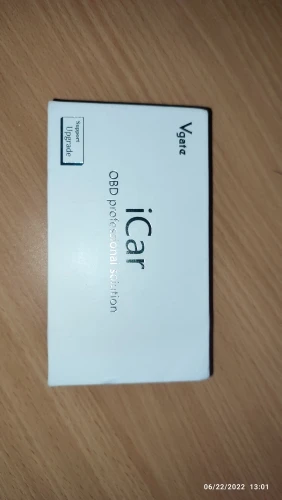 Vgate
iCar
OBD professional solution
Support
Upgrade
06/22/2022 13:01